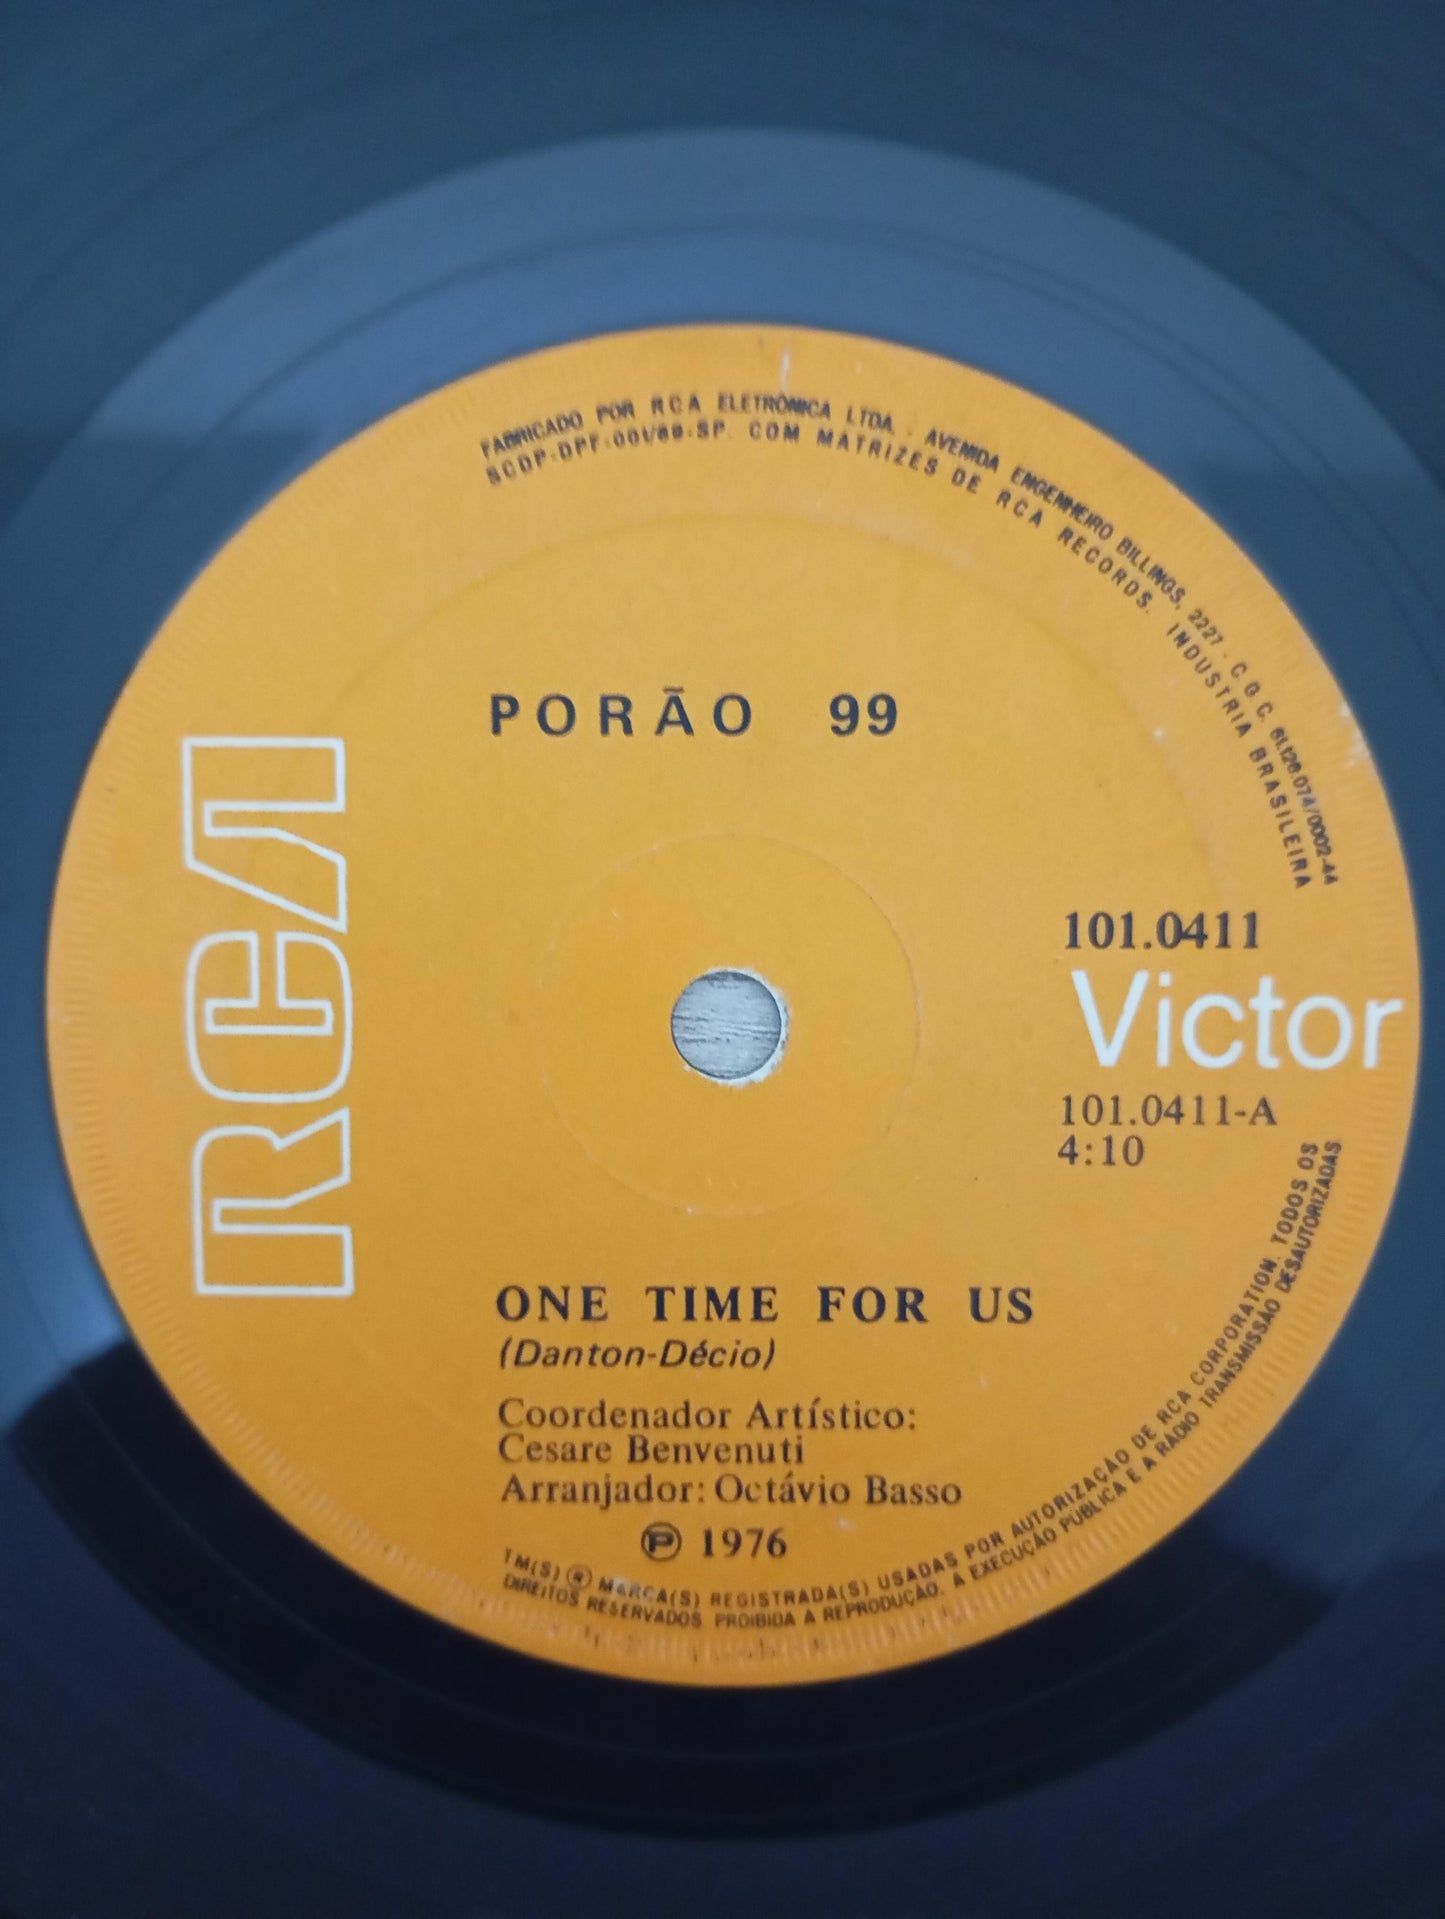 FABRICADO POR RCA ELETRÔNICA LTDA. - AVENIDA ENGENHEIRO BILLINGS, 2227 - C.G.C. 61.126.074/0002-44
SCDP-DPF-001/68-SP. COM MATRIZES DE RCA RECORDS. INDUSTRIA BRASILEIRA
PORÃO 99
RCA
101.0411
Victor
101.0411-A
4:10
ONE TIME FOR US
(Danton-Décio)
Coordenador Artístico:
Cesare Benvenuti
Arranjador: Octávio Basso
Ⓟ 1976
TM(S) ® MARCA(S) REGISTRADA(S) USADAS POR AUTORIZAÇÃO DE RCA CORPORATION. TODOS OS
DIREITOS RESERVADOS. PROIBIDA A REPRODUÇÃO, A EXECUÇÃO PÚBLICA E A RÁDIO TRANSMISSÃO DESAUTORIZADAS.